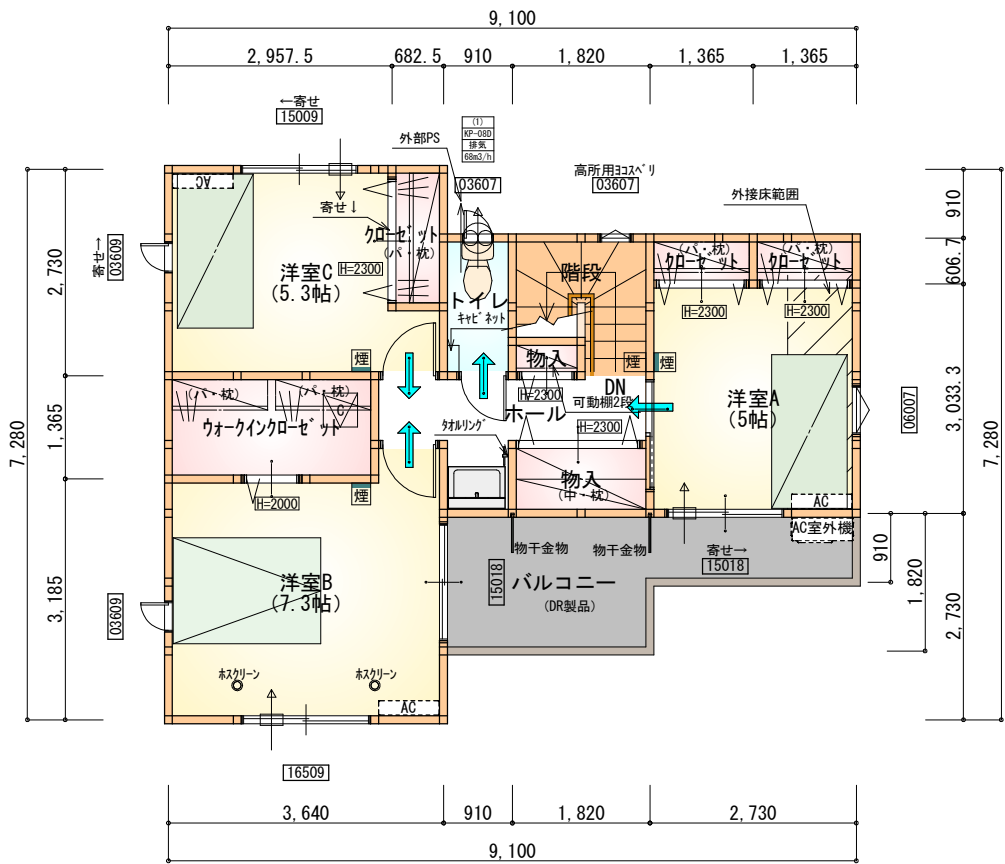 9,100
2,957.5
682.5
910
1,820
1,365
1,365
←寄せ
15009
外部PS
(1)
KP-08D
排気
68m3/h
03607
高所用ﾖｺｽﾍﾞﾘ
03607
外接床範囲
910
606.7
3,033.3
2,730
7,280
7,280
2,730
1,365
3,185
寄せ→
03609
AC
寄せ↓
クローゼット
(パ・枕)
洋室C
(5.3帖)
H=2300
トイレ
ｷｬﾋﾞﾈｯﾄ
階段
(パ・枕)
クローゼット
(パ・枕)
クローゼット
H=2300
H=2300
煙
物入
煙
煙
H=2300
DN
可動棚2段
洋室A
(5帖)
06007
(パ・枕)
(パ・枕)
C
ウォークインクローゼット
ホール
ﾀｵﾙﾘﾝｸﾞ
H=2300
物入
(中・枕)
H=2000
煙
AC
AC室外機
物干金物
物干金物
寄せ→
15018
15018
バルコニー
(DR製品)
910
1,820
洋室B
(7.3帖)
03609
ﾎｽｸﾘｰﾝ
ﾎｽｸﾘｰﾝ
AC
16509
3,640
910
1,820
2,730
9,100